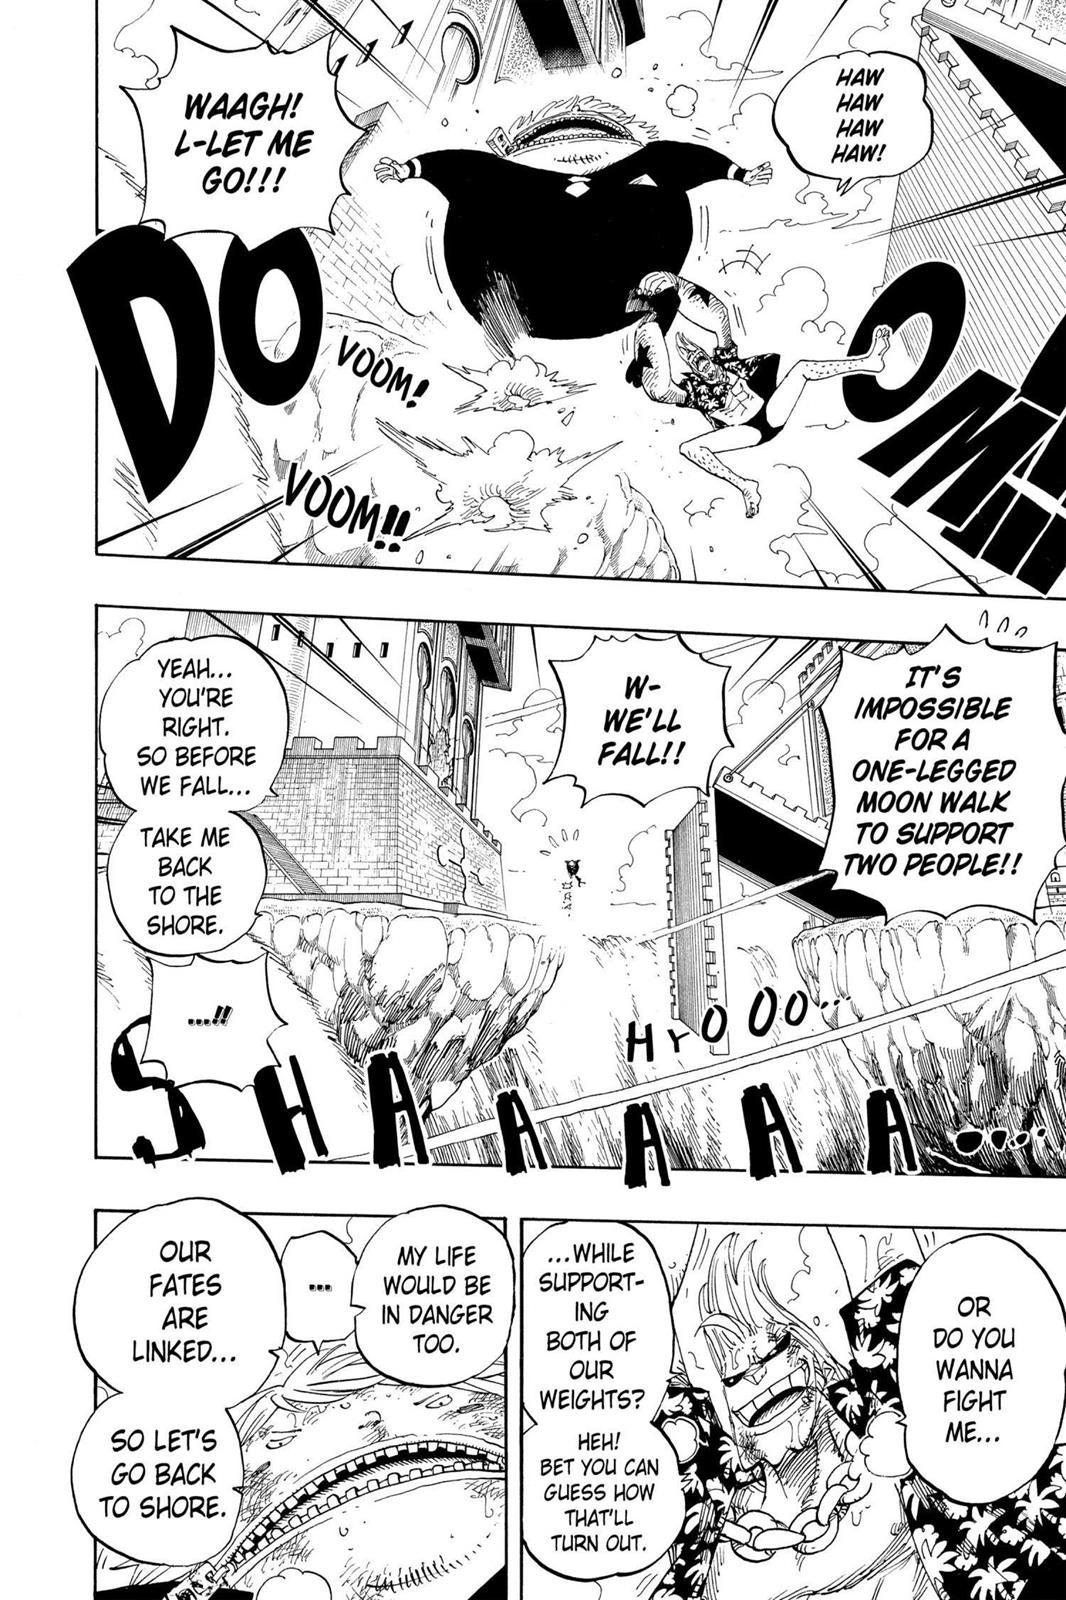 HAW
HAW
HAW
HAW!
WAAGH!
L-LET ME
GO!!!
DOOM!!!
VOOM!
VOOM!!
IT'S
IMPOSSIBLE
FOR A
ONE-LEGGED
MOON WALK
TO SUPPORT
TWO PEOPLE!!
W-
WE'LL
FALL!!
YEAH...
YOU'RE
RIGHT.
SO BEFORE
WE FALL...
TAKE ME
BACK
TO THE
SHORE.
...!!
HYOOO...
SHAAAAAA...
OR
DO YOU
WANNA
FIGHT
ME...
...WHILE
SUPPORT-
ING
BOTH OF
OUR
WEIGHTS?
HEH!
BET YOU CAN
GUESS HOW
THAT'LL
TURN OUT.
MY LIFE
WOULD BE
IN DANGER
TOO.
...
OUR
FATES
ARE
LINKED...
SO LET'S
GO BACK
TO SHORE.